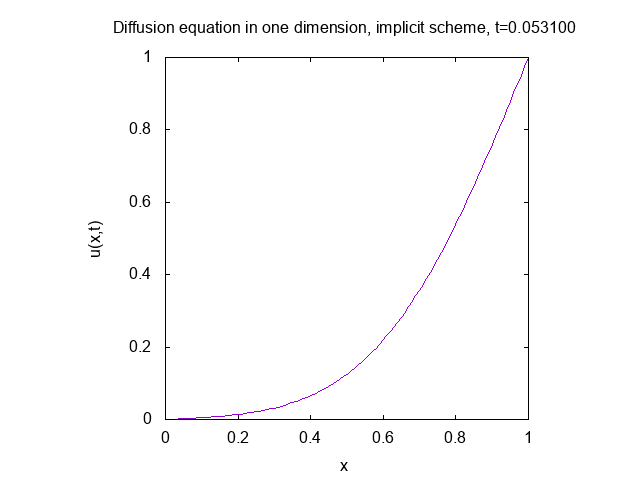 Diffusion equation in one dimension, implicit scheme, t=0.053100
1
0.8
0.6
0.4
0.2
0
u(x,t)
0 0.2 0.4 0.6 0.8 1
x